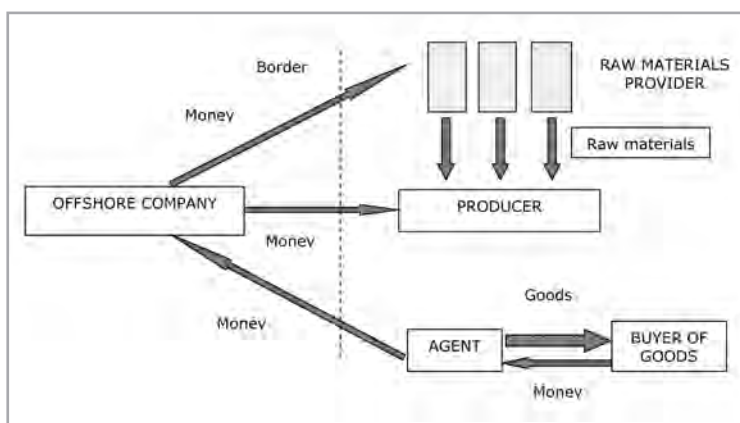 Border
RAW MATERIALS
PROVIDER
Money
Raw materials
OFFSHORE COMPANY
PRODUCER
Money
Goods
Money
AGENT
BUYER OF
GOODS
Money